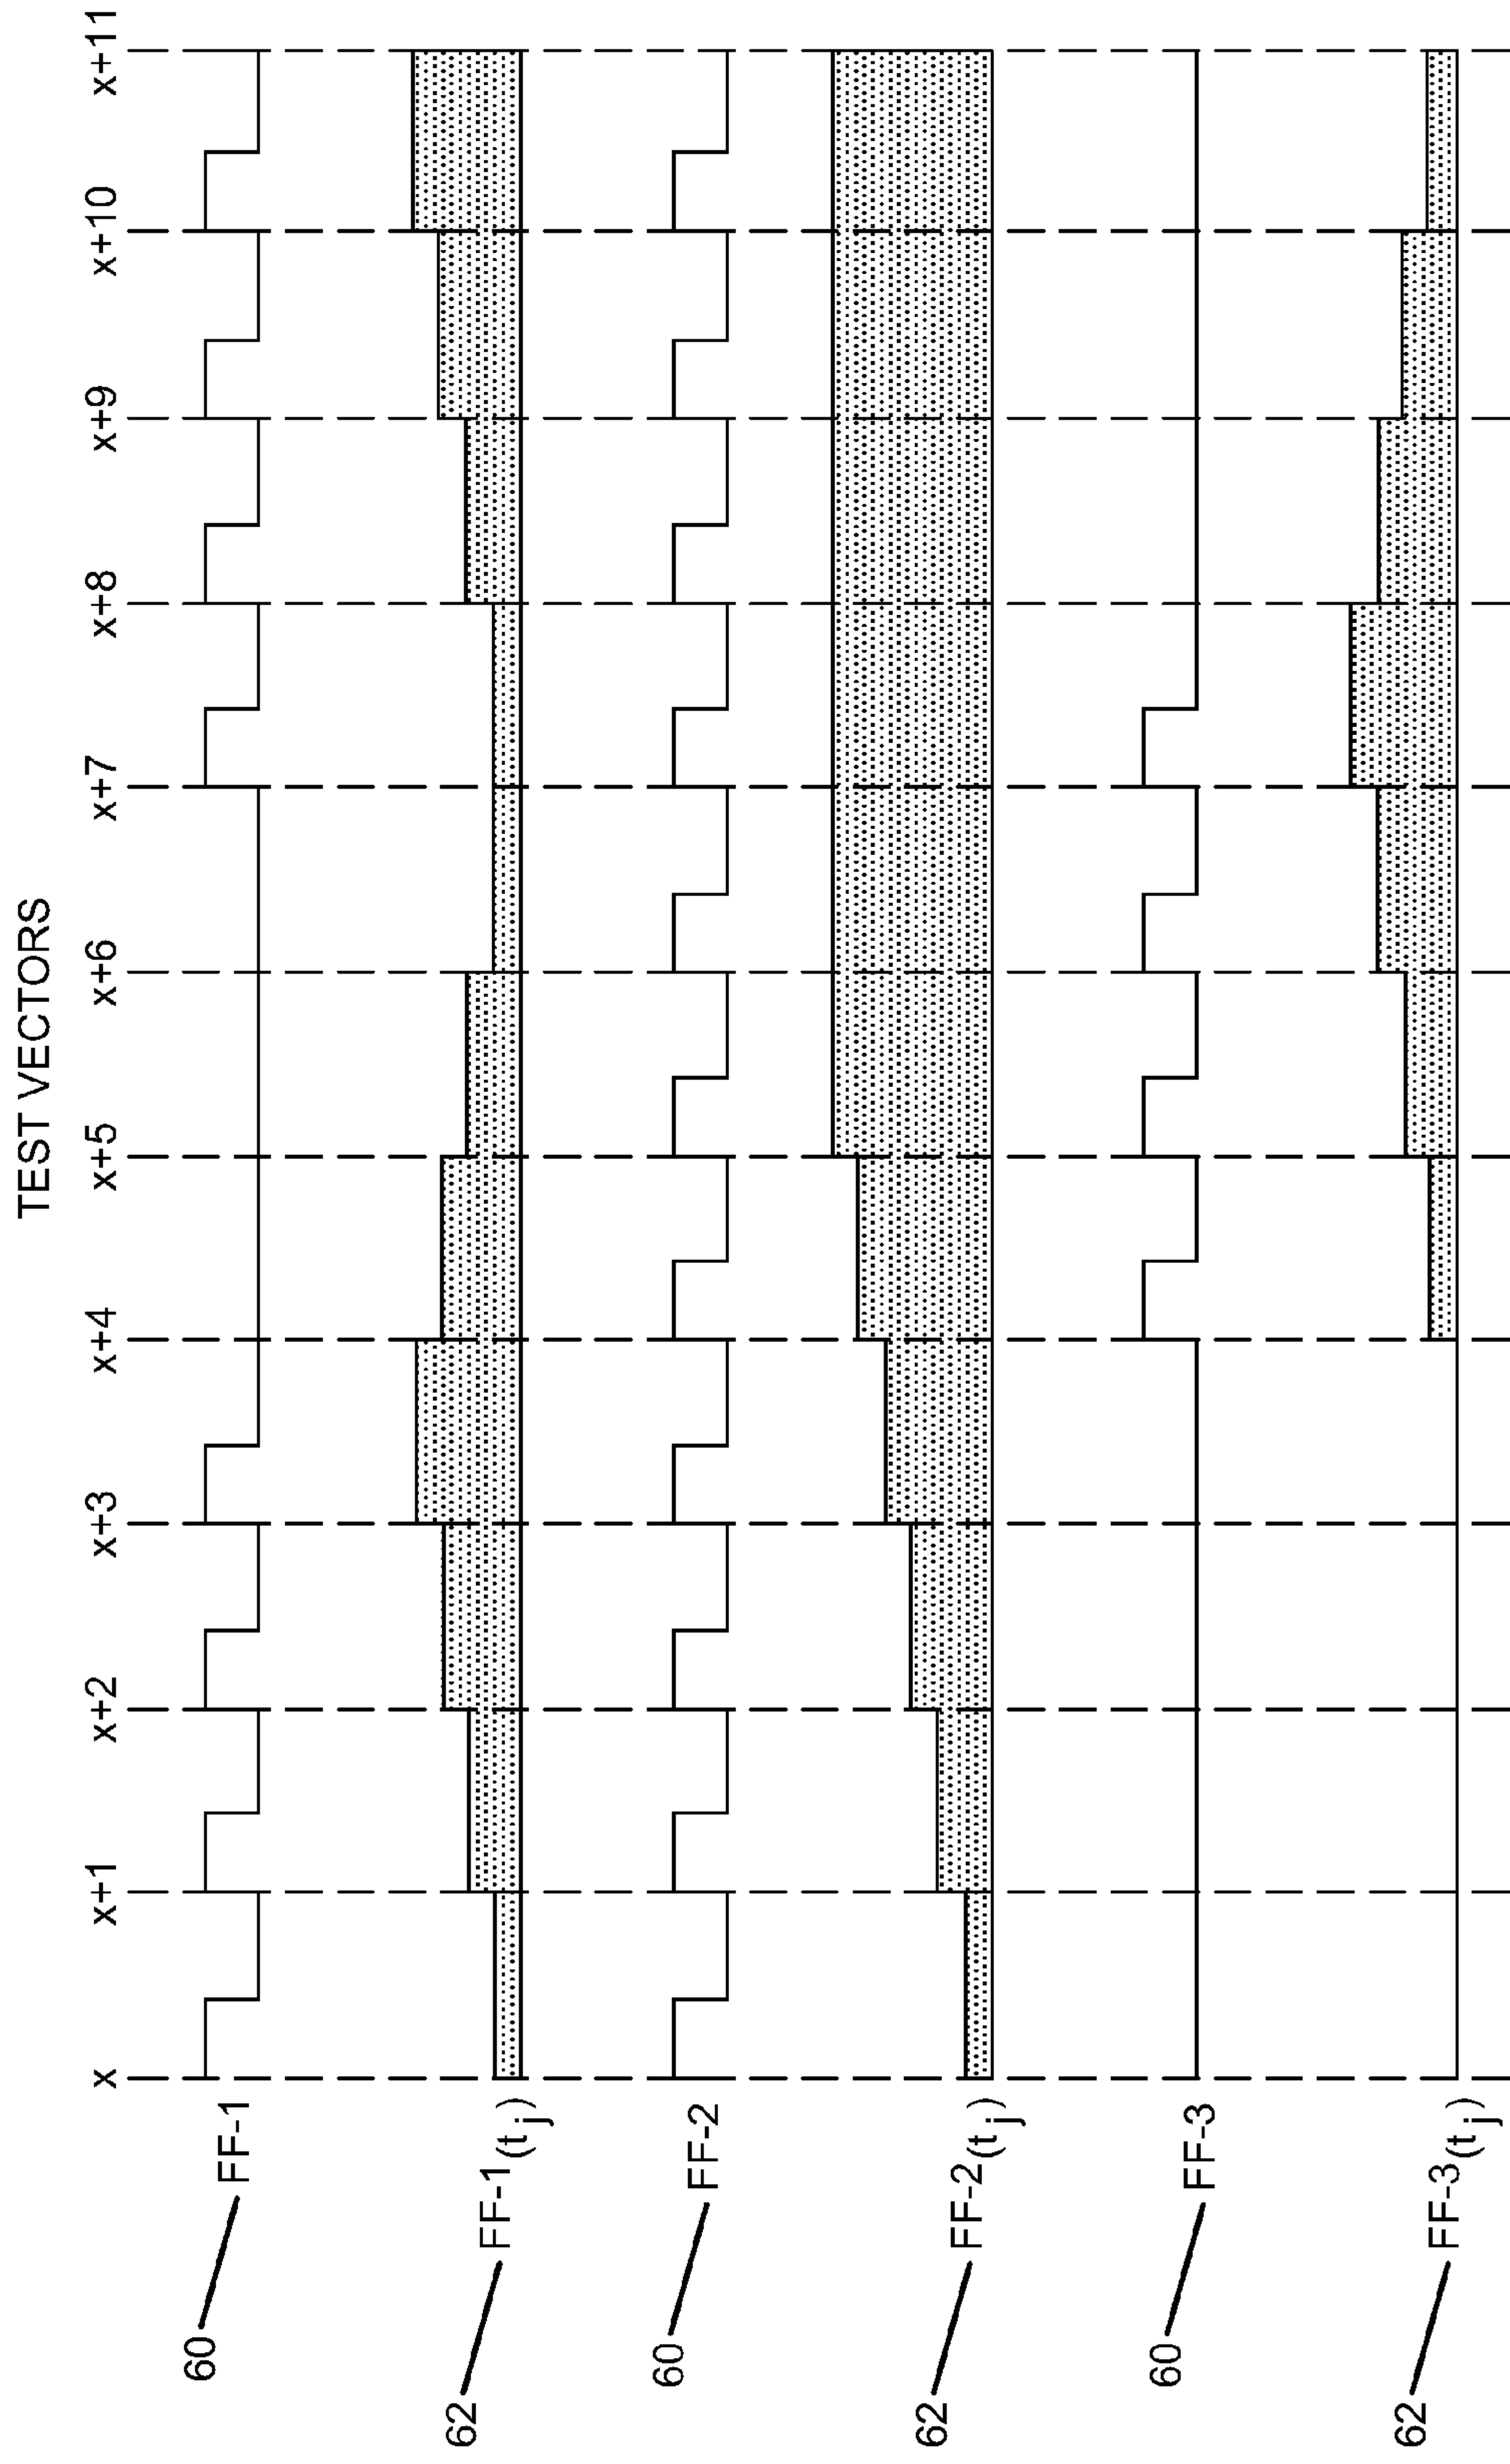 TEST VECTORS
x x+1 x+2 x+3 x+4 x+5 x+6 x+7 x+8 x+9 x+10 x+11
60 FF-1
62 FF-1(tj)
60 FF-2
62 FF-2(tj)
60 FF-3
62 FF-3(tj)